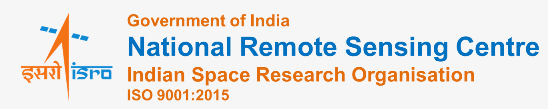 Government of India
National Remote Sensing Centre
इसरो isro Indian Space Research Organisation
ISO 9001:2015